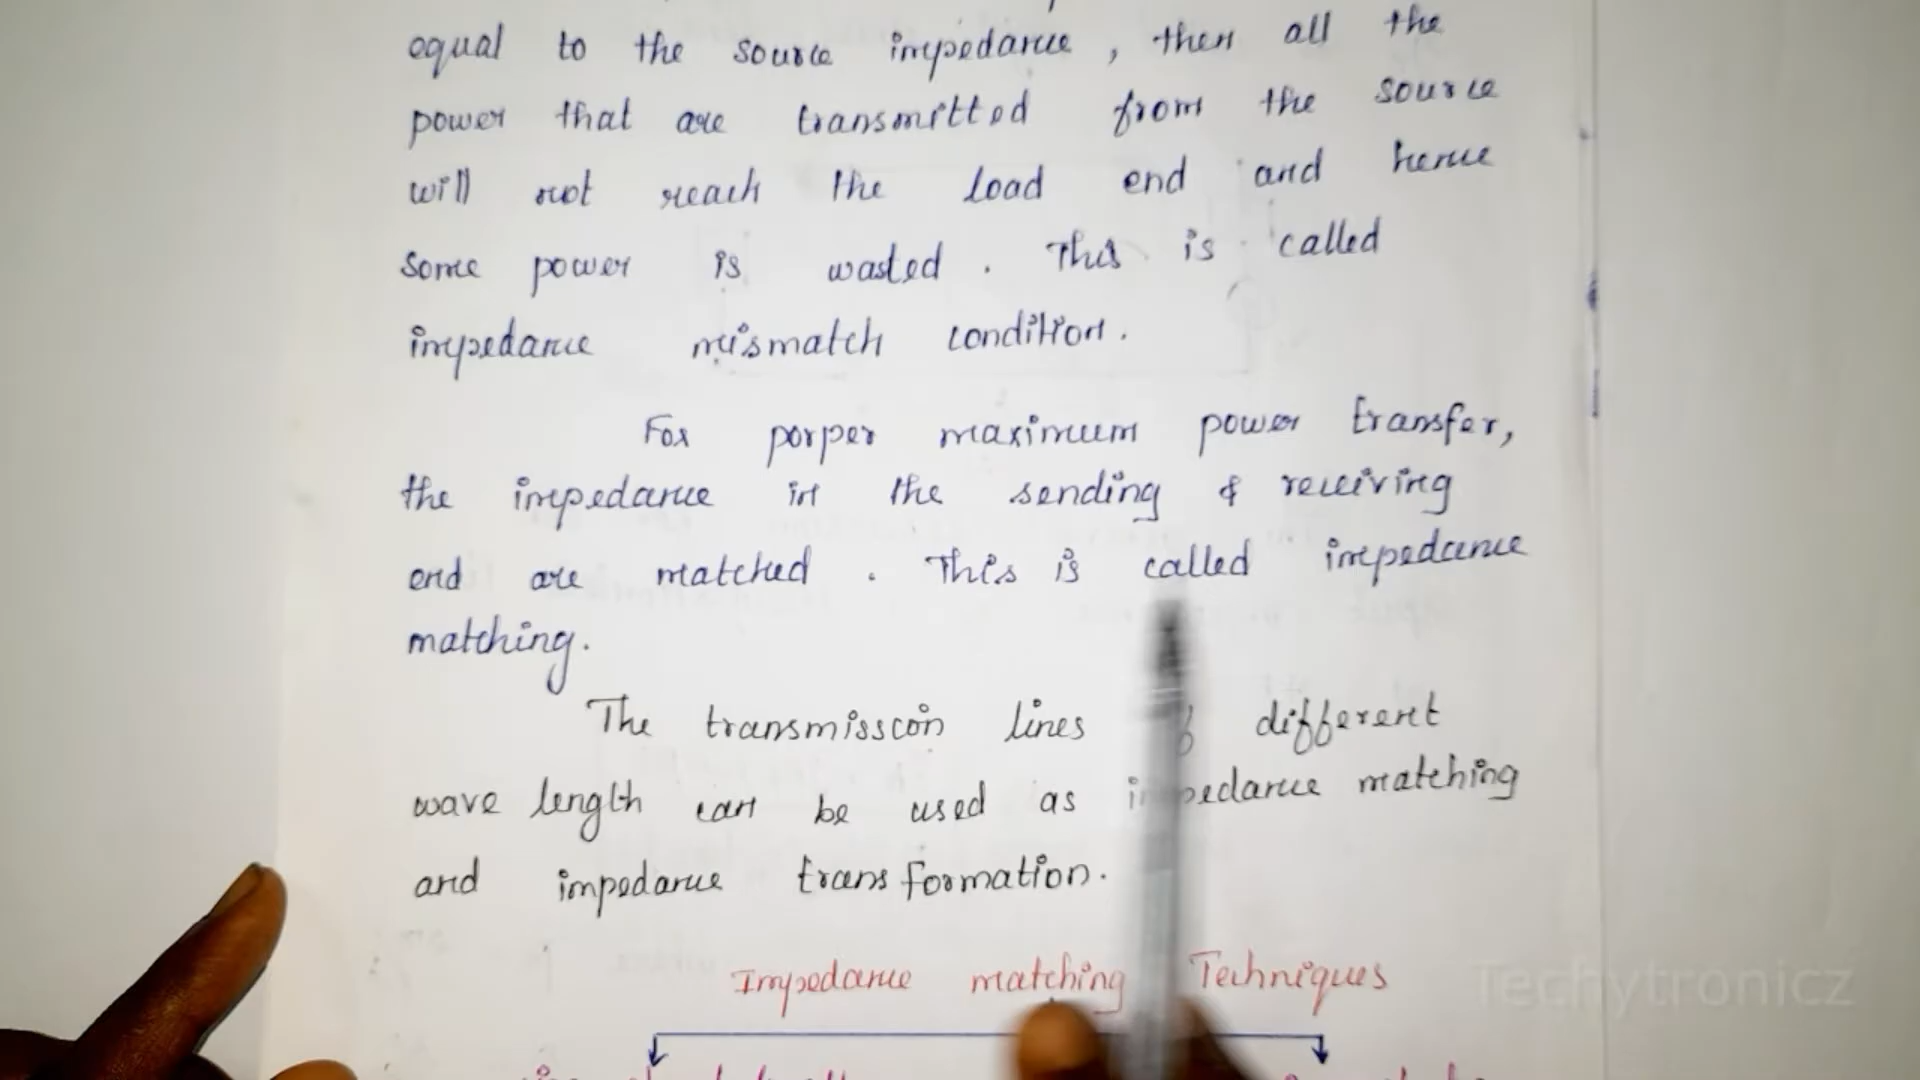 equal to the source impedance, then all the
power that are transmitted from the source
will not reach the load end and hence
some power is wasted. This is called
impedance mismatch condition.
For porper maximum power transfer,
the impedance in the sending & receiving
end are matched. This is called impedance
matching.
The transmisscon lines different
wave length can be used as impedance matching
and impedance transformation.
Impedance matching Techniques
Techytronicz